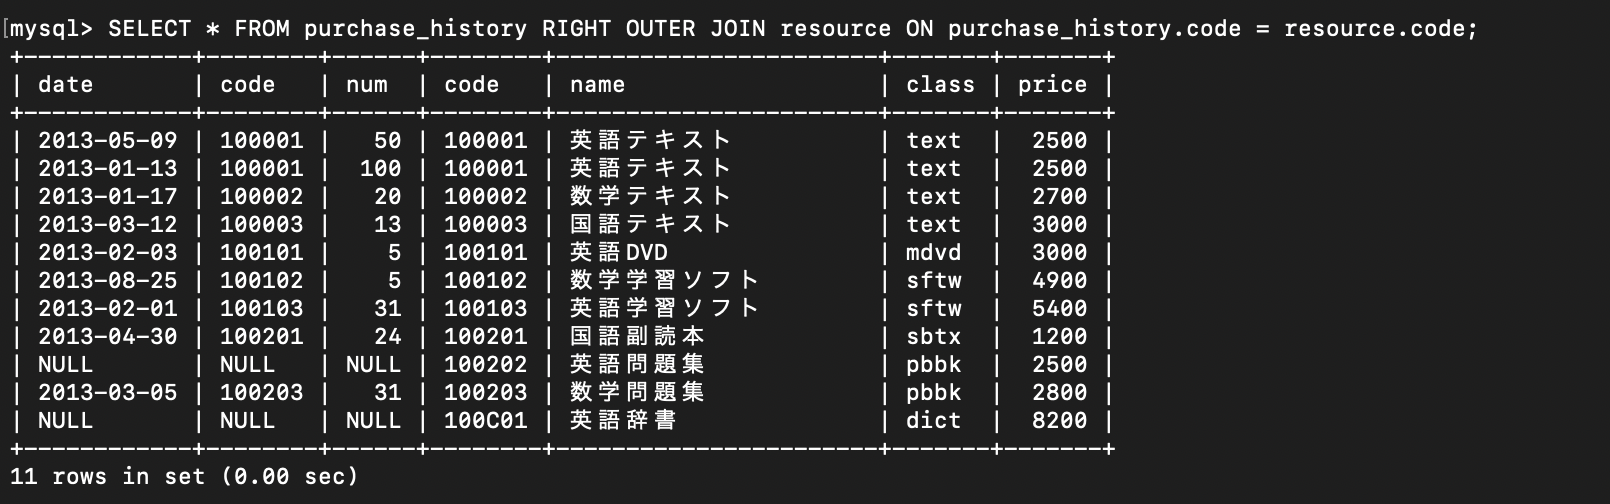 mysql> SELECT * FROM purchase_history RIGHT OUTER JOIN resource ON purchase_history.code = resource.code;
+------------+--------+------+--------+-----------------------+-------+-------+
| date       | code   | num  | code   | name                  | class | price |
+------------+--------+------+--------+-----------------------+-------+-------+
| 2013-05-09 | 100001 |   50 | 100001 | 英語テキスト          | text  |  2500 |
| 2013-01-13 | 100001 |  100 | 100001 | 英語テキスト          | text  |  2500 |
| 2013-01-17 | 100002 |   20 | 100002 | 数学テキスト          | text  |  2700 |
| 2013-03-12 | 100003 |   13 | 100003 | 国語テキスト          | text  |  3000 |
| 2013-02-03 | 100101 |    5 | 100101 | 英語DVD               | mdvd  |  3000 |
| 2013-08-25 | 100102 |    5 | 100102 | 数学学習ソフト        | sftw  |  4900 |
| 2013-02-01 | 100103 |   31 | 100103 | 英語学習ソフト        | sftw  |  5400 |
| 2013-04-30 | 100201 |   24 | 100201 | 国語副読本            | sbtx  |  1200 |
| NULL       | NULL   | NULL | 100202 | 英語問題集            | pbbk  |  2500 |
| 2013-03-05 | 100203 |   31 | 100203 | 数学問題集            | pbbk  |  2800 |
| NULL       | NULL   | NULL | 100C01 | 英語辞書              | dict  |  8200 |
+------------+--------+------+--------+-----------------------+-------+-------+
11 rows in set (0.00 sec)